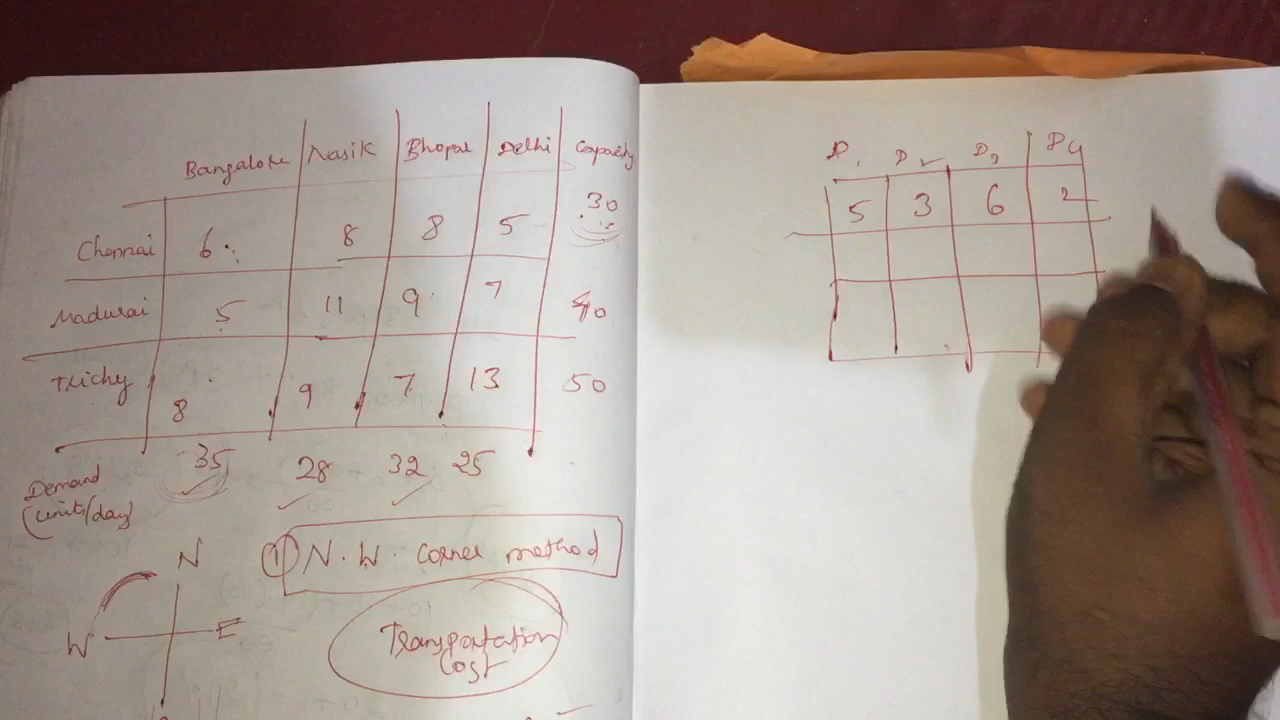 Bangalore Nasik Bhopal Delhi Capacity
Chennai 6 8 8 5 30
Madurai 5 11 9 7 40
Trichy 8 9 7 13 50
Demand 35 28 32 25
(units/day)
N
W E
① N.W. Corner method
Transportation
Cost
D1 D2 D3 D4
5 3 6 2